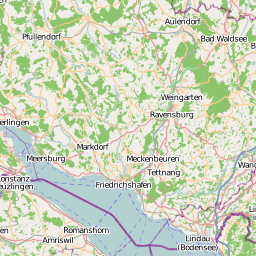 Aulendorf
Pfullendorf
Bad Waldsee
Weingarten
Ravensburg
erlingen
Markdorf
Meersburg
Meckenbeuren
Tettnang
Wang
Konstanz
euzlingen
Friedrichshafen
Romanshorn
Amriswil
Lindau
(Bodensee)